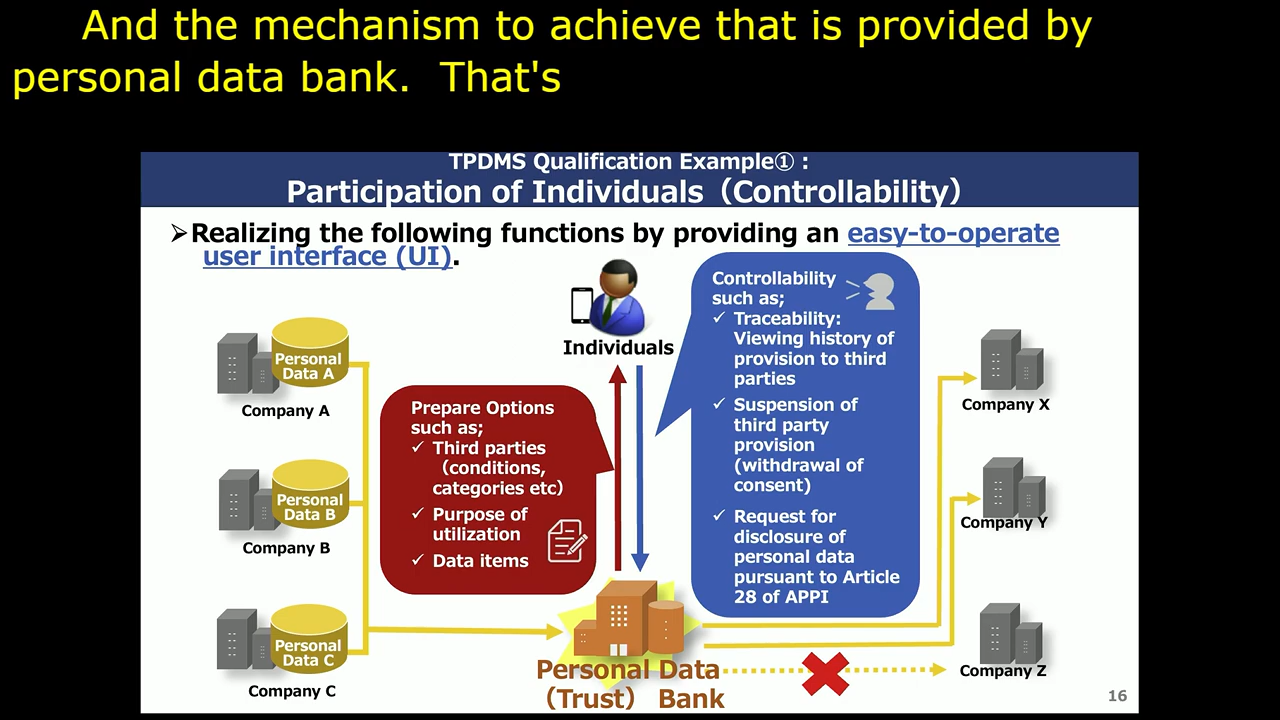 And the mechanism to achieve that is provided by
personal data bank.  That's
TPDMS Qualification Example① :
Participation of Individuals（Controllability）
➢Realizing the following functions by providing an easy-to-operate
user interface (UI).
Individuals
Controllability
such as;
✓ Traceability:
Viewing history of
provision to third
parties
✓ Suspension of
third party
provision
(withdrawal of
consent)
✓ Request for
disclosure of
personal data
pursuant to Article
28 of APPI
Prepare Options
such as;
✓ Third parties
（conditions,
categories etc)
✓ Purpose of
utilization
✓ Data items
Personal
Data A
Company A
Personal
Data B
Company B
Personal
Data C
Company C
Personal Data
（Trust） Bank
Company X
Company Y
Company Z
16